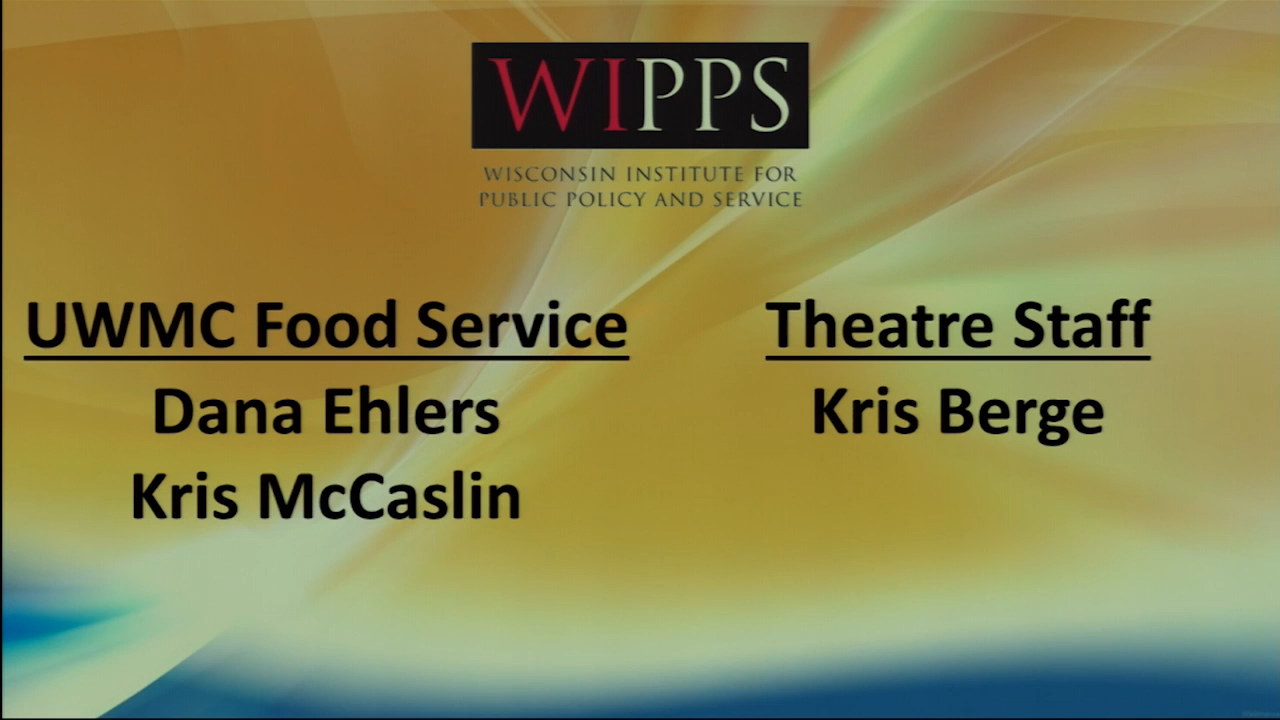 WIPPS
WISCONSIN INSTITUTE FOR
PUBLIC POLICY AND SERVICE
UWMC Food Service
Dana Ehlers
Kris McCaslin
Theatre Staff
Kris Berge